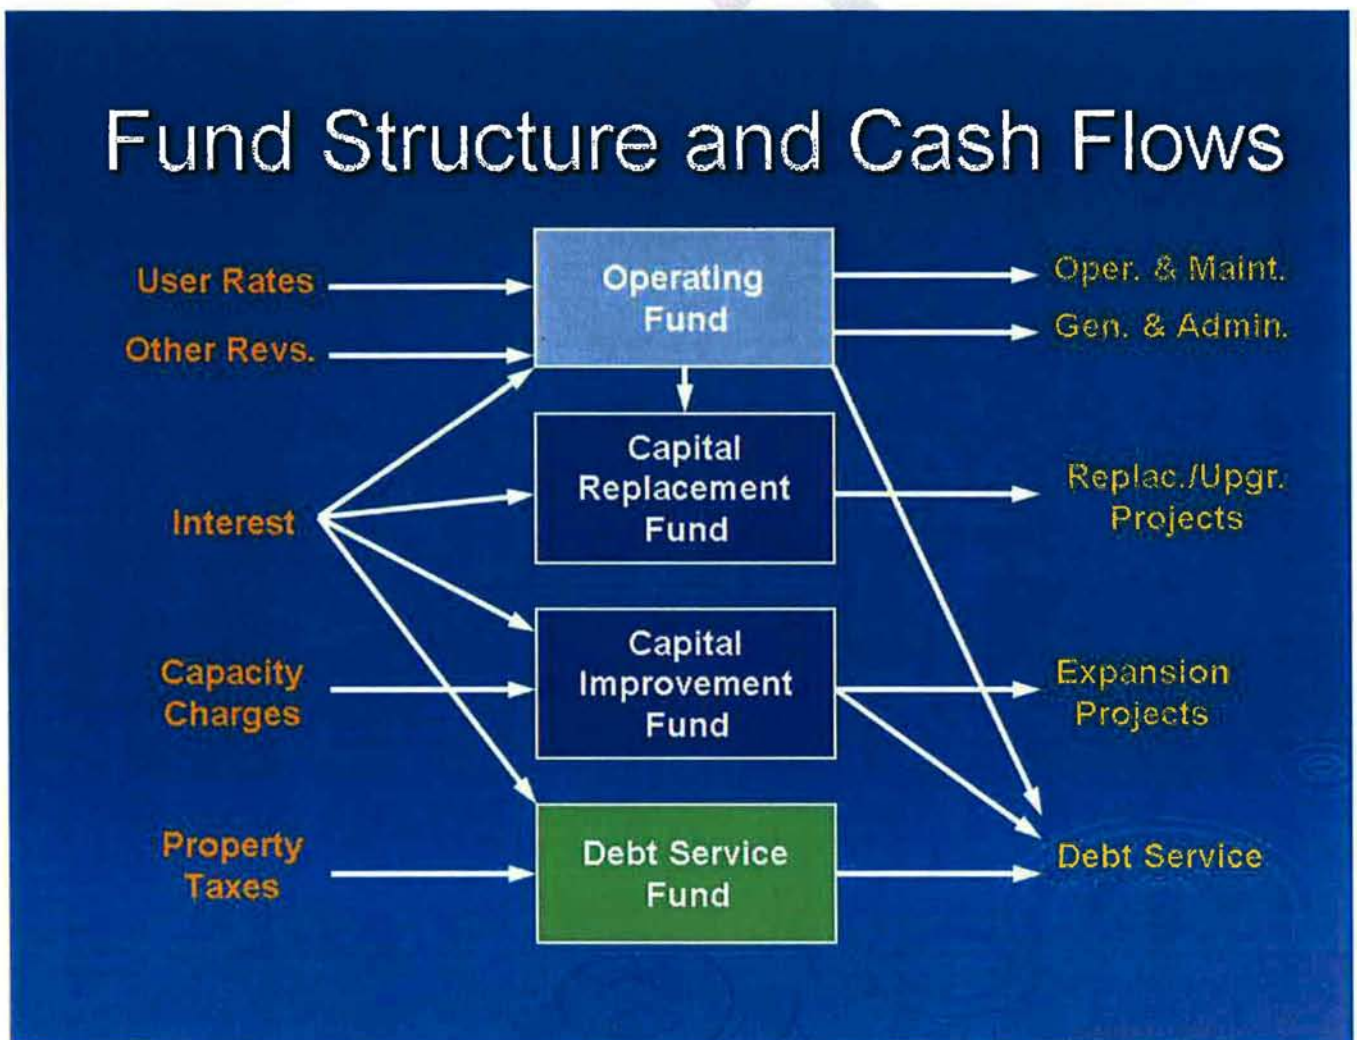 Fund Structure and Cash Flows
User Rates
Other Revs.
Interest
Capacity
Charges
Property
Taxes
Operating
Fund
Capital
Replacement
Fund
Capital
Improvement
Fund
Debt Service
Fund
Oper. & Maint.
Gen. & Admin.
Replac./Upgr.
Projects
Expansion
Projects
Debt Service